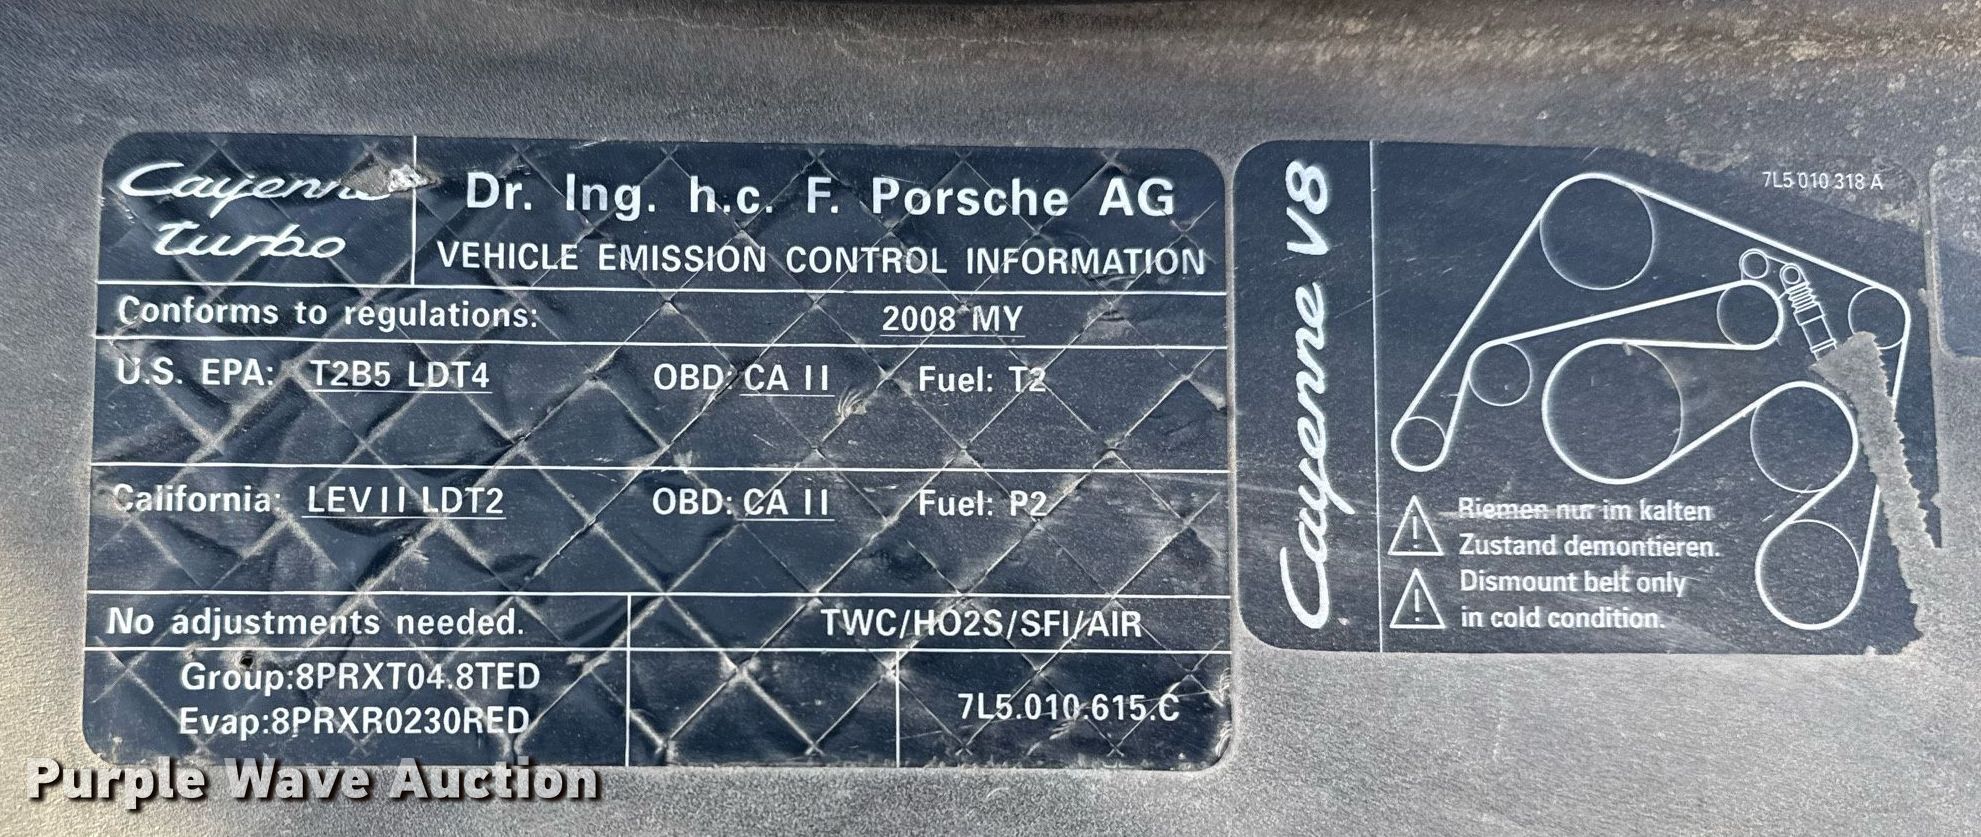 Cayenne
turbo
Dr. Ing. h.c. F. Porsche AG
VEHICLE EMISSION CONTROL INFORMATION
Conforms to regulations: 2008 MY
U.S. EPA: T2B5 LDT4 OBD: CA II Fuel: T2
California: LEV II LDT2 OBD: CA II Fuel: P2
No adjustments needed. TWC/HO2S/SFI/AIR
Group:8PRXT04.8TED
Evap:8PRXR0230RED
7L5.010.615.C
Cayenne V8
7L5 010 318 A
Riemen nur im kalten
Zustand demontieren.
Dismount belt only
in cold condition.
Purple Wave Auction